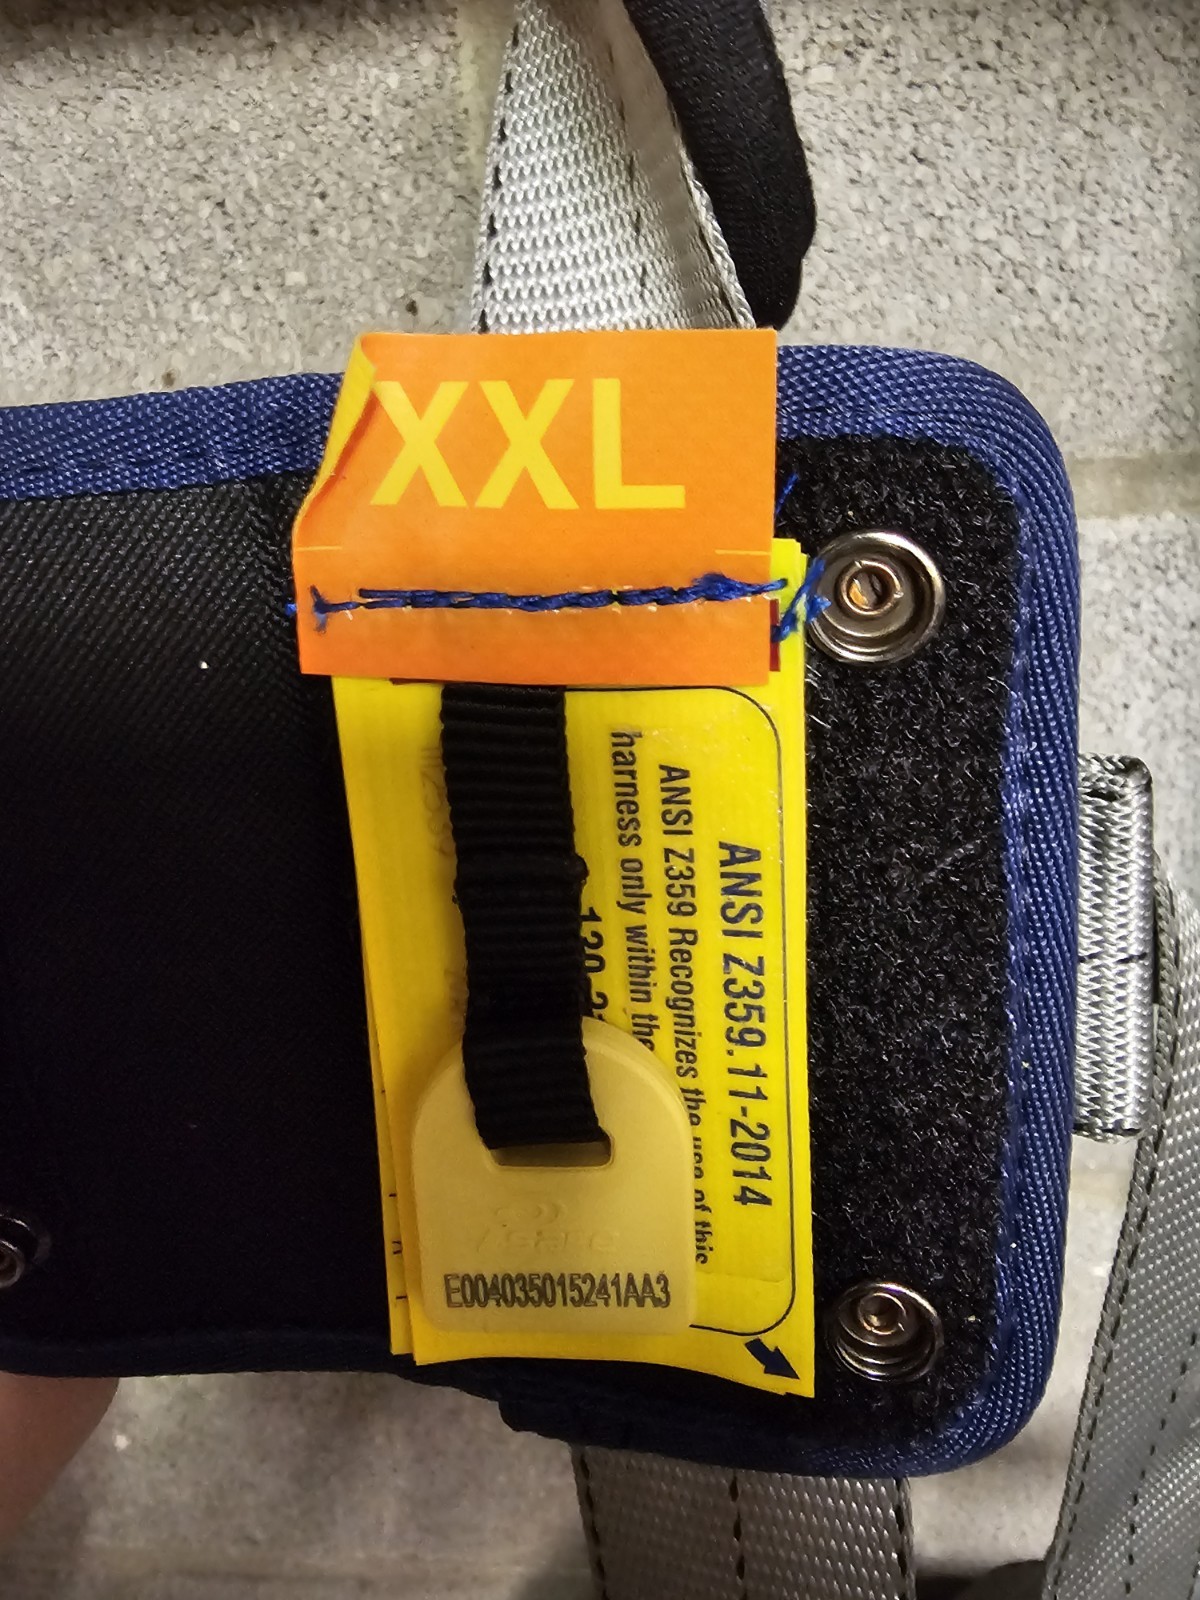 XXL
ANSI Z359.11-2014
ANSI Z359 Recognizes the use of this
harness only within the
E004035015241AA3